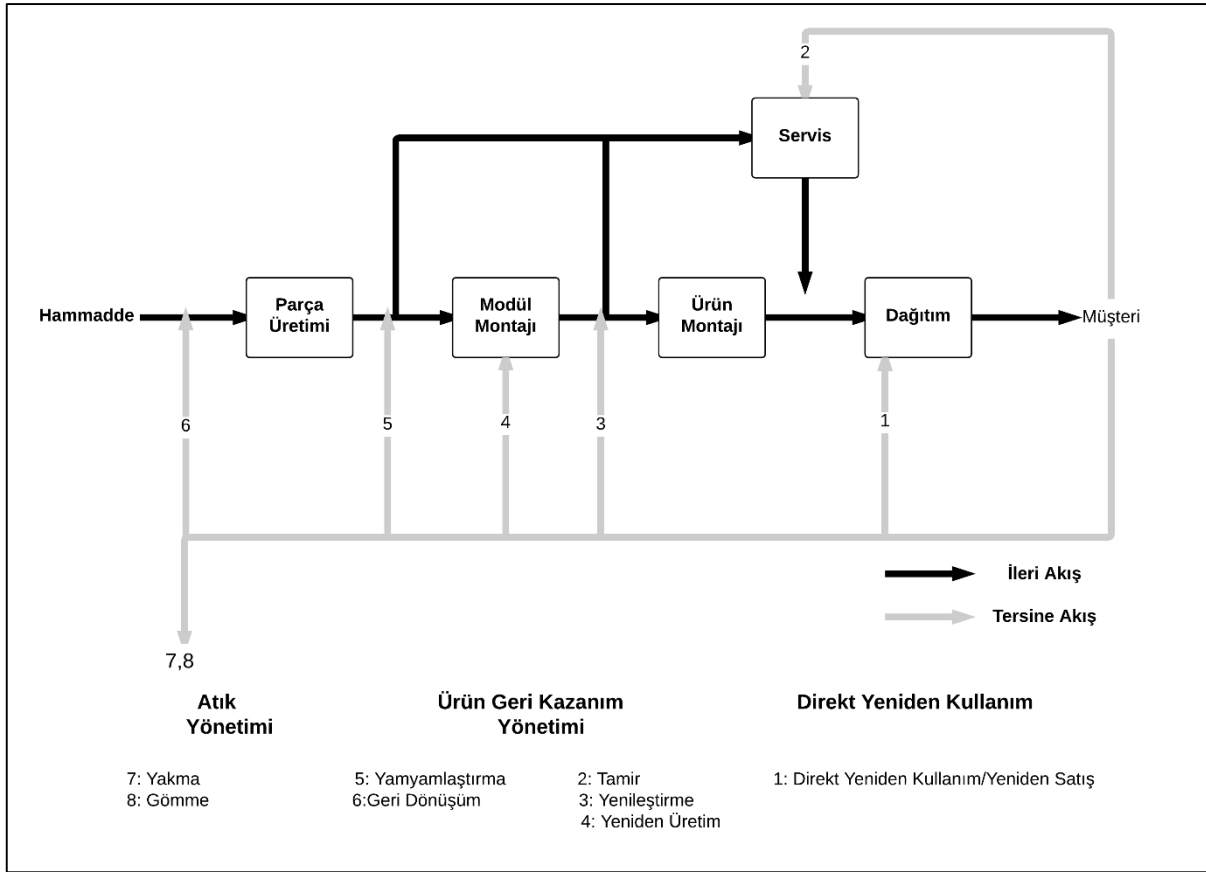 2
Servis
Hammadde
Parça
Üretimi
Modül
Montajı
Ürün
Montajı
Dağıtım
Müşteri
6
5
4
3
1
İleri Akış
Tersine Akış
7,8
Atık
Yönetimi
Ürün Geri Kazanım
Yönetimi
Direkt Yeniden Kullanım
7: Yakma
8: Gömme
5: Yamyamlaştırma
6:Geri Dönüşüm
2: Tamir
3: Yenileştirme
4: Yeniden Üretim
1: Direkt Yeniden Kullanım/Yeniden Satış